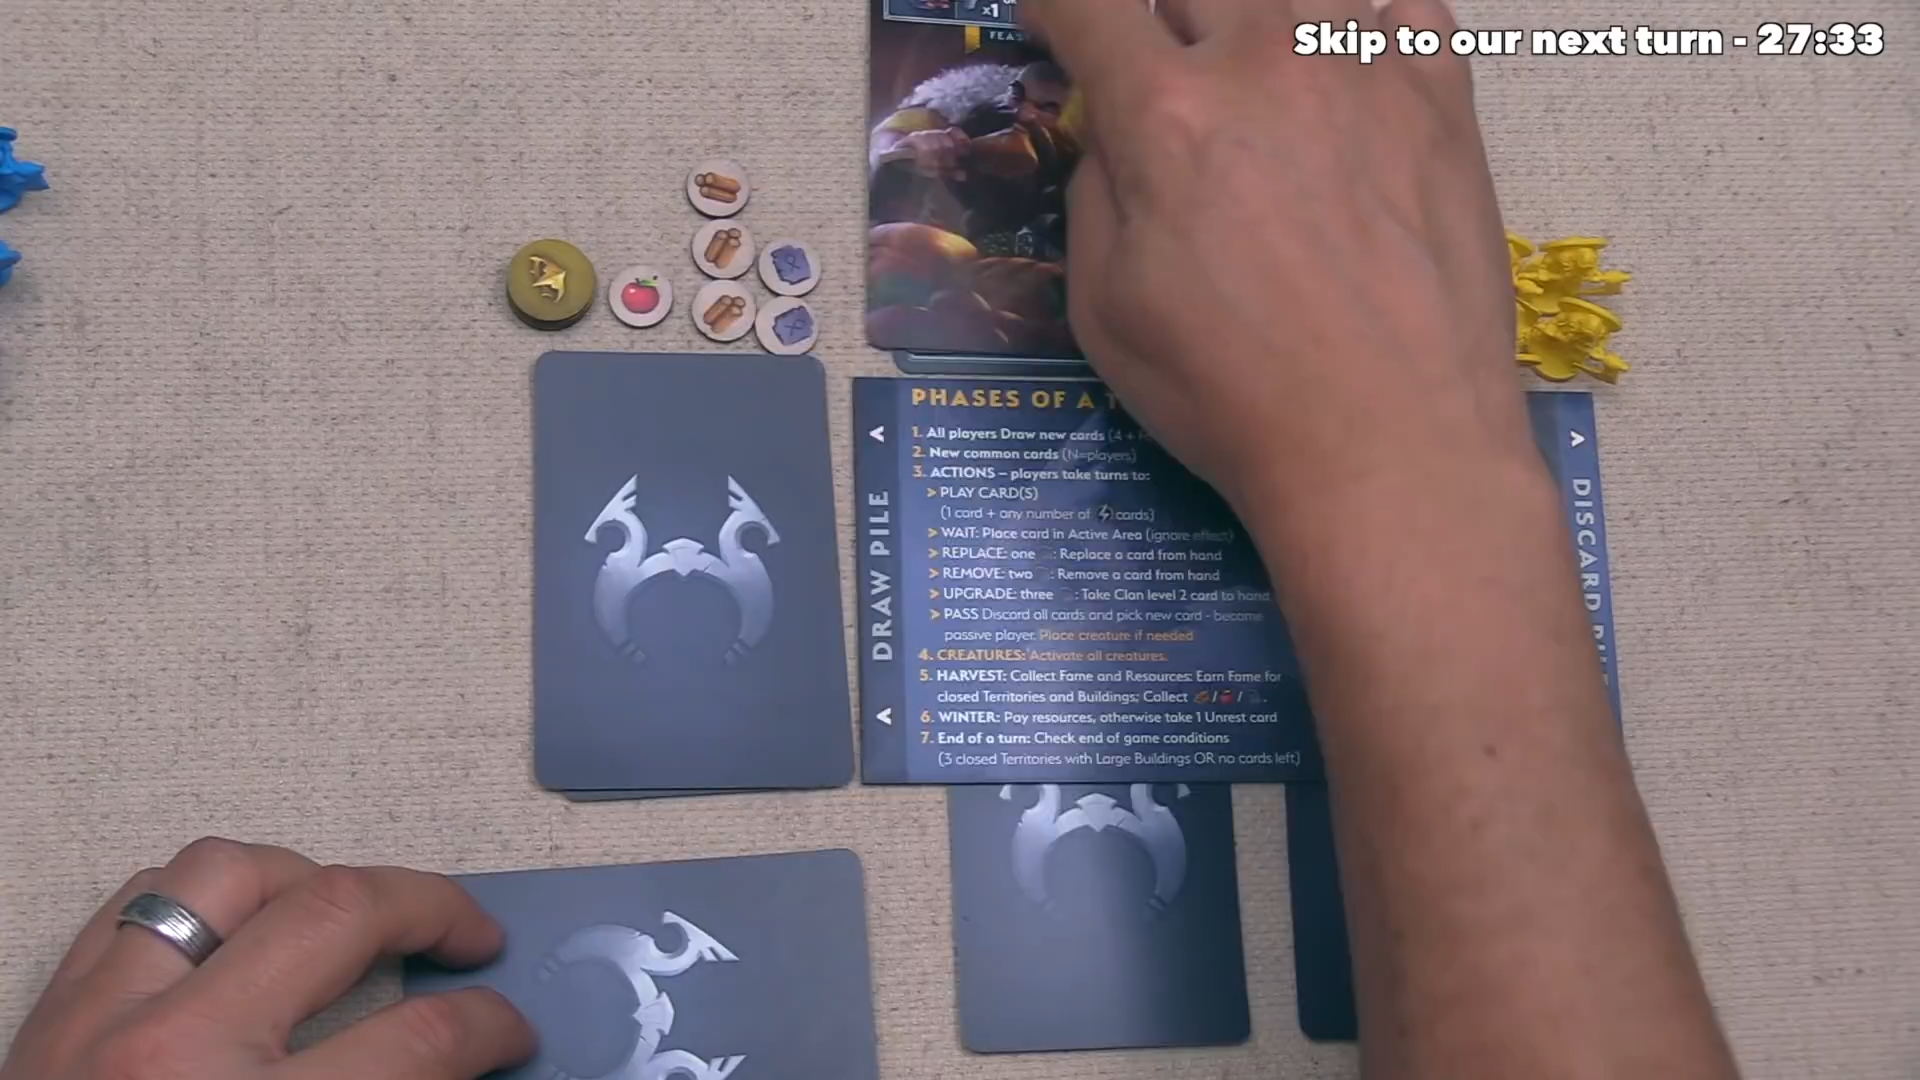 x1
OR
Skip to our next turn - 27:33
PHASES OF A
1. All players Draw new cards (4 +
2. New common cards (N=players)
3. ACTIONS – players take turns to:
> PLAY CARD(S)
(1 card + any number of cards)
> WAIT: Place card in Active Area (ignore effect)
> REPLACE: one : Replace a card from hand
> REMOVE: two : Remove a card from hand
> UPGRADE: three : Take Clan level 2 card to hand
> PASS Discard all cards and pick new card - become
passive player. Place creature if needed
4. CREATURES: Activate all creatures.
5. HARVEST: Collect Fame and Resources: Earn Fame for
closed Territories and Buildings; Collect / / .
6. WINTER: Pay resources, otherwise take 1 Unrest card
7. End of a turn: Check end of game conditions
(3 closed Territories with Large Buildings OR no cards left)
DRAW PILE
DISCARD